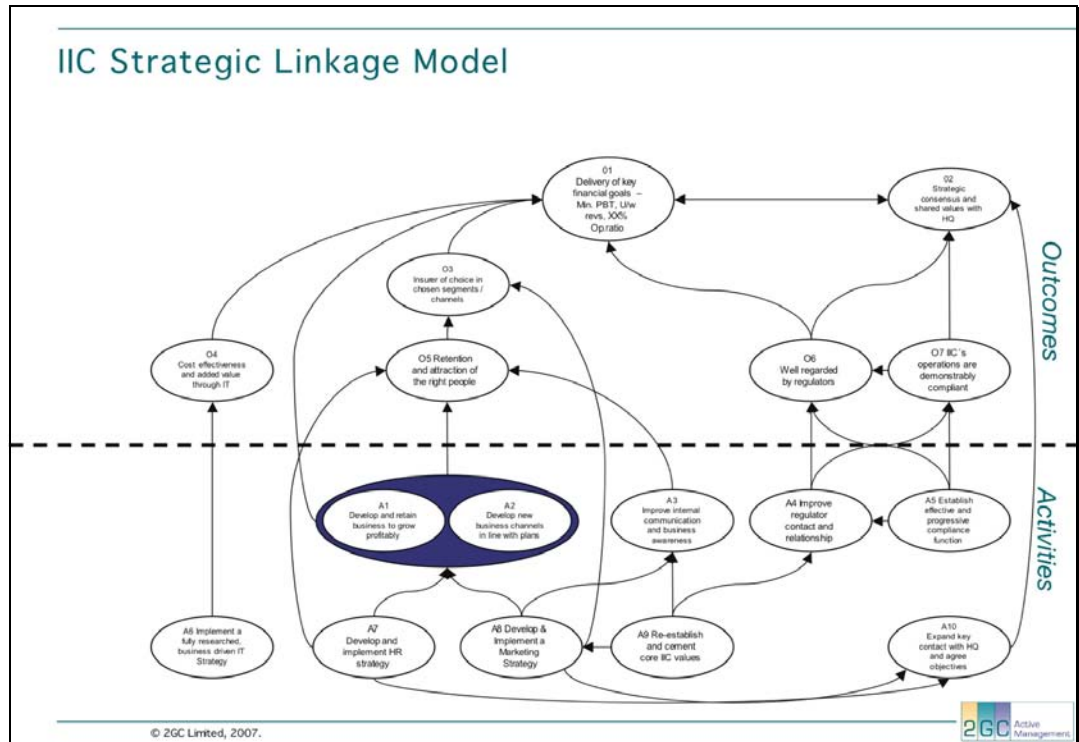 IIC Strategic Linkage Model
01
Delivery of key
financial goals –
Min. PBT, U/w
revs, XX%
Op.ratio
02
Strategic
consensus and
shared values with
HQ
O3
Insurer of choice in
chosen segments /
channels
Outcomes
O4
Cost effectiveness
and added value
through IT
O5 Retention
and attraction of
the right people
O6
Well regarded
by regulators
O7 IIC´s
operations are
demonstrably
compliant
A1
Develop and retain
business to grow
profitably
A2
Develop new
business channels
in line with plans
A3
Improve internal
communication
and business
awareness
A4 Improve
regulator
contact and
relationship
A5 Establish
effective and
progressive
compliance
function
Activities
A6 Implement a
fully researched,
business driven IT
Strategy
A7
Develop and
implement HR
strategy
A8 Develop &
Implement a
Marketing
Strategy
A9 Re-establish
and cement
core IIC values
A10
Expand key
contact with HQ
and agree
objectives
© 2GC Limited, 2007.
2GC Active
Management